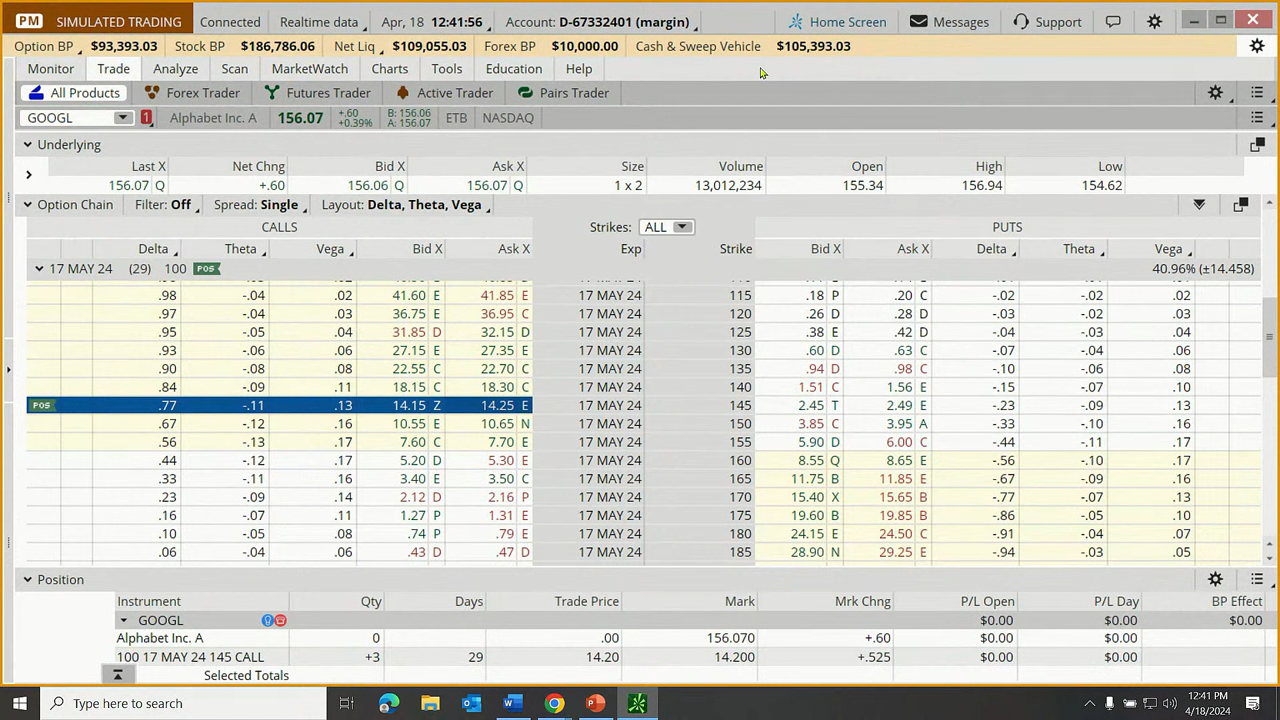 PM SIMULATED TRADING Connected Realtime data Apr, 18 12:41:56 Account: D-67332401 (margin) Home Screen Messages Support
Option BP $93,393.03 Stock BP $186,786.06 Net Liq $109,055.03 Forex BP $10,000.00 Cash & Sweep Vehicle $105,393.03
Monitor Trade Analyze Scan MarketWatch Charts Tools Education Help
All Products Forex Trader Futures Trader Active Trader Pairs Trader
GOOGL 1 Alphabet Inc. A 156.07 +.60 +0.39% B: 156.06 A: 156.07 ETB NASDAQ
Underlying
Last X Net Chng Bid X Ask X Size Volume Open High Low
156.07 Q +.60 156.06 Q 156.07 Q 1 x 2 13,012,234 155.34 156.94 154.62
Option Chain Filter: Off Spread: Single Layout: Delta, Theta, Vega
CALLS Strikes: ALL PUTS
Delta Theta Vega Bid X Ask X Exp Strike Bid X Ask X Delta Theta Vega
17 MAY 24 (29) 100 POS 40.96% (±14.458)
.98 -.04 .02 41.60 E 41.85 E 17 MAY 24 115 .18 P .20 C -.02 -.02 .02
.97 -.04 .03 36.75 E 36.95 C 17 MAY 24 120 .26 D .28 D -.03 -.02 .03
.95 -.05 .04 31.85 D 32.15 D 17 MAY 24 125 .38 E .42 D -.04 -.03 .04
.93 -.06 .06 27.15 E 27.35 E 17 MAY 24 130 .60 D .63 C -.07 -.04 .06
.90 -.08 .08 22.55 C 22.70 C 17 MAY 24 135 .94 D .98 C -.10 -.06 .08
.84 -.09 .11 18.15 C 18.30 C 17 MAY 24 140 1.51 C 1.56 E -.15 -.07 .10
POS .77 -.11 .13 14.15 Z 14.25 E 17 MAY 24 145 2.45 T 2.49 E -.23 -.09 .13
.67 -.12 .16 10.55 E 10.65 N 17 MAY 24 150 3.85 C 3.95 A -.33 -.10 .16
.56 -.13 .17 7.60 C 7.70 E 17 MAY 24 155 5.90 D 6.00 C -.44 -.11 .17
.44 -.12 .17 5.20 D 5.30 E 17 MAY 24 160 8.55 Q 8.65 E -.56 -.10 .17
.33 -.11 .16 3.40 E 3.50 C 17 MAY 24 165 11.75 B 11.85 E -.67 -.09 .16
.23 -.09 .14 2.12 D 2.16 P 17 MAY 24 170 15.40 X 15.65 B -.77 -.07 .13
.16 -.07 .11 1.27 P 1.31 E 17 MAY 24 175 19.60 B 19.85 B -.86 -.05 .10
.10 -.05 .08 .74 P .79 E 17 MAY 24 180 24.15 E 24.50 C -.91 -.04 .07
.06 -.04 .06 .43 D .47 D 17 MAY 24 185 28.90 N 29.25 E -.94 -.03 .05
Position
Instrument Qty Days Trade Price Mark Mrk Chng P/L Open P/L Day BP Effect
GOOGL $0.00 $0.00 $0.00
Alphabet Inc. A 0 .00 156.070 +.60 $0.00 $0.00
100 17 MAY 24 145 CALL +3 29 14.20 14.200 +.525 $0.00 $0.00
Selected Totals
Type here to search 12:41 PM
4/18/2024